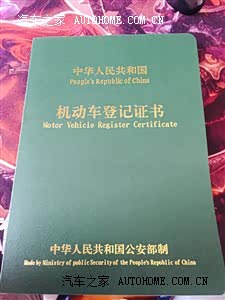 汽车之家 AUTOHOME.COM.CN
中华人民共和国
People's Republic of China
机动车登记证书
Motor Vehicle Register Certificate
中华人民共和国公安部制
Made by Ministry of public Security of the People's Republic of China
汽车之家 AUTOHOME.COM.CN